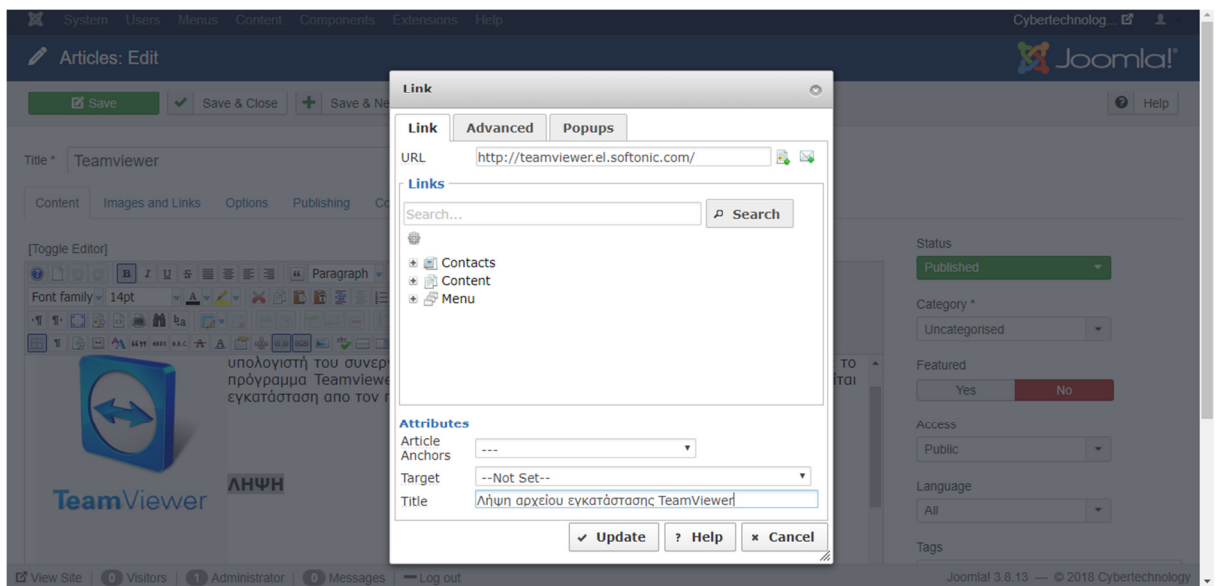 System Users Menus Content Components Extensions Help Cybertechnolog...
Articles: Edit Joomla!
Save Save & Close Save & Ne Help
Title * Teamviewer
Content Images and Links Options Publishing Co
[Toggle Editor]
B I U S Paragraph
Font family 14pt
υπολογιστή του συνερ το
πρόγραμμα Teamviewe ίται
εγκατάσταση απο τον
ΛΗΨΗ
TeamViewer
Link
Link Advanced Popups
URL http://teamviewer.el.softonic.com/
Links
Search... Search
Contacts
Content
Menu
Attributes
Article Anchors ---
Target --Not Set--
Title Λήψη αρχείου εγκατάστασης TeamViewer
Update ? Help × Cancel
Status
Published
Category *
Uncategorised
Featured
Yes No
Access
Public
Language
All
Tags
View Site 0 Visitors 1 Administrator 0 Messages Log out Joomla! 3.8.13 — © 2018 Cybertechnology